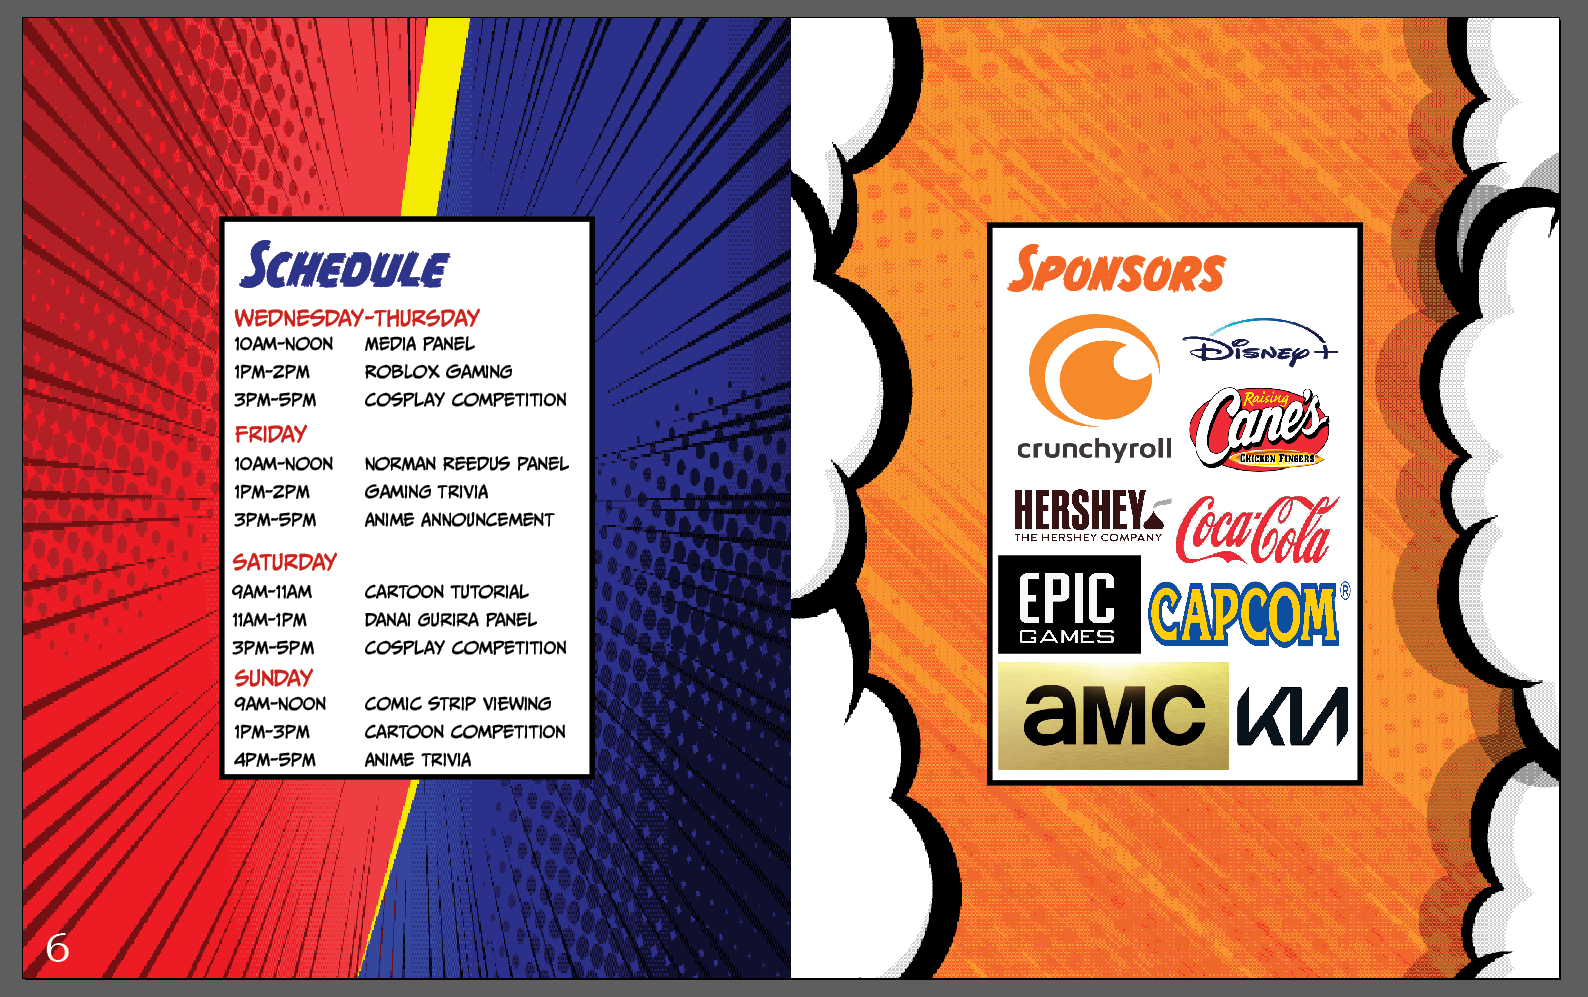 SCHEDULE
WEDNESDAY-THURSDAY
10AM-NOON MEDIA PANEL
1PM-2PM ROBLOX GAMING
3PM-5PM COSPLAY COMPETITION
FRIDAY
10AM-NOON NORMAN REEDUS PANEL
1PM-2PM GAMING TRIVIA
3PM-5PM ANIME ANNOUNCEMENT
SATURDAY
9AM-11AM CARTOON TUTORIAL
11AM-1PM DANAI GURIRA PANEL
3PM-5PM COSPLAY COMPETITION
SUNDAY
9AM-NOON COMIC STRIP VIEWING
1PM-3PM CARTOON COMPETITION
4PM-5PM ANIME TRIVIA
6
SPONSORS
crunchyroll
Disney+
Raising
Cane's
CHICKEN FINGERS
HERSHEY
THE HERSHEY COMPANY
Coca-Cola
EPIC
GAMES
CAPCOM®
aMC
KIA